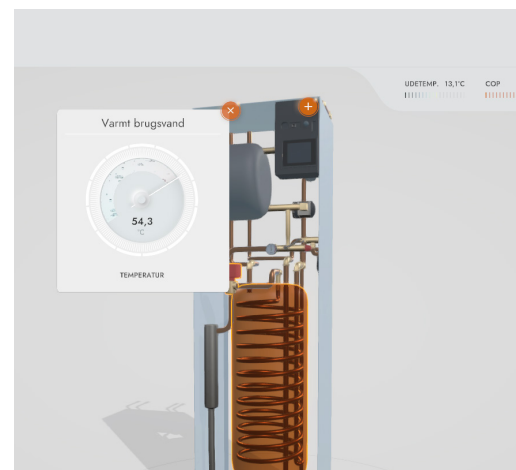 UDETEMP. 13,1°C COP
Varmt brugsvand
54,3
°C
TEMPERATUR